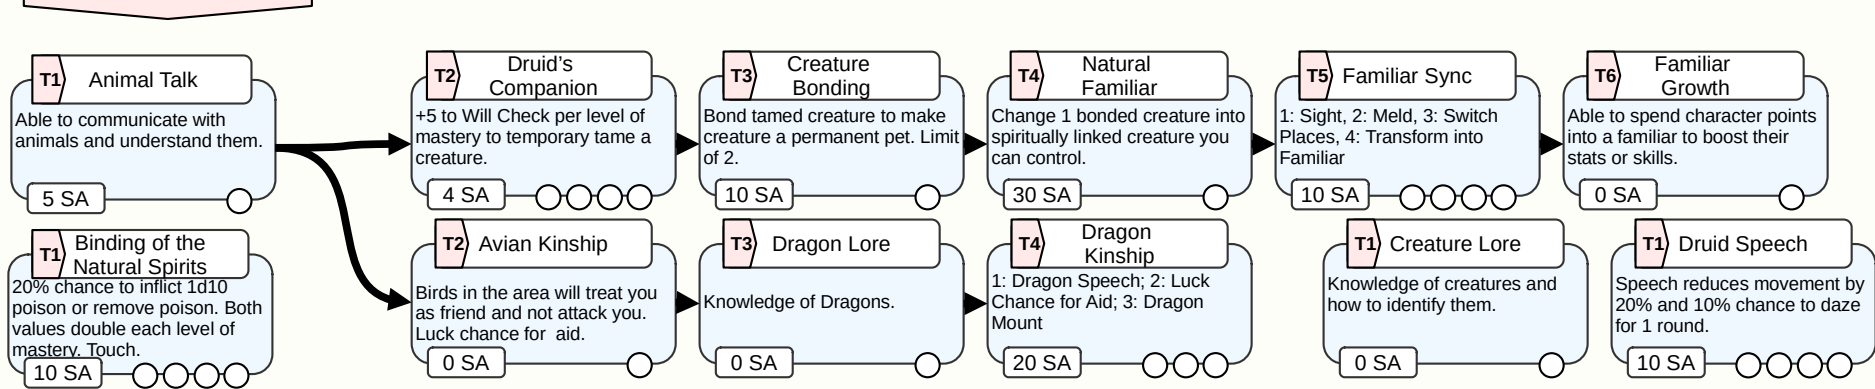 T1
Animal Talk
Able to communicate with
animals and understand them.
5 SA
T2
Druid's
Companion
+5 to Will Check per level of
mastery to temporary tame a
creature.
4 SA
T3
Creature
Bonding
Bond tamed creature to make
creature a permanent pet. Limit
of 2.
10 SA
T4
Natural
Familiar
Change 1 bonded creature into
spiritually linked creature you
can control.
30 SA
T5
Familiar Sync
1: Sight, 2: Meld, 3: Switch
Places, 4: Transform into
Familiar
10 SA
T6
Familiar
Growth
Able to spend character points
into a familiar to boost their
stats or skills.
0 SA
T1
Binding of the
Natural Spirits
20% chance to inflict 1d10
poison or remove poison. Both
values double each level of
mastery. Touch.
10 SA
T2
Avian Kinship
Birds in the area will treat you
as friend and not attack you.
Luck chance for  aid.
0 SA
T3
Dragon Lore
Knowledge of Dragons.
0 SA
T4
Dragon
Kinship
1: Dragon Speech; 2: Luck
Chance for Aid; 3: Dragon
Mount
20 SA
T1
Creature Lore
Knowledge of creatures and
how to identify them.
0 SA
T1
Druid Speech
Speech reduces movement by
20% and 10% chance to daze
for 1 round.
10 SA